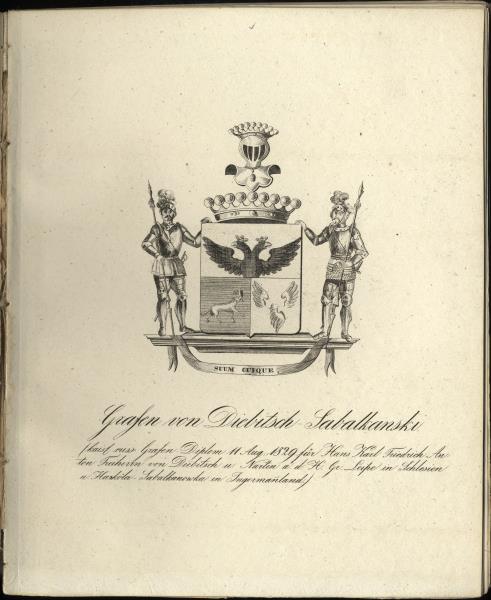 SUUM CUIQUE
Grafen von Diebitsch Sabalkanski
(kais. russ. Grafen Diplom 11 Aug. 1829 für Hans Karl Friedrich An
ton Freiherrn von Diebitsch u. Narten a. d. H. Gr. Leipe in Schlesien
u. Haskola Sabalkanowka in Ingermanland.)